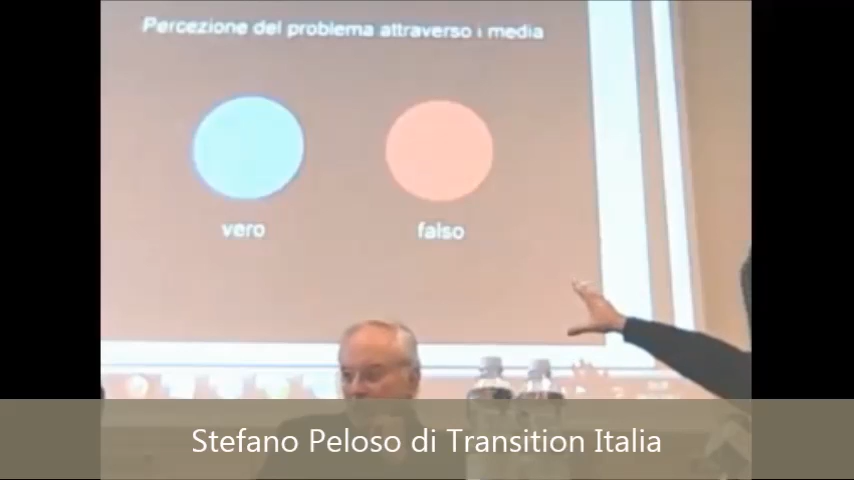 Percezione del problema attraverso i media
vero
falso
Stefano Peloso di Transition Italia